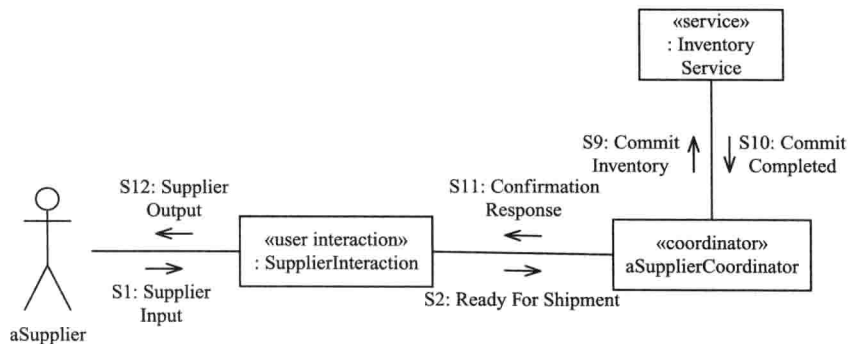 «service»
: Inventory
Service
S9: Commit
Inventory
S10: Commit
Completed
S12: Supplier
Output
S11: Confirmation
Response
«user interaction»
: SupplierInteraction
«coordinator»
aSupplierCoordinator
S1: Supplier
Input
S2: Ready For Shipment
aSupplier